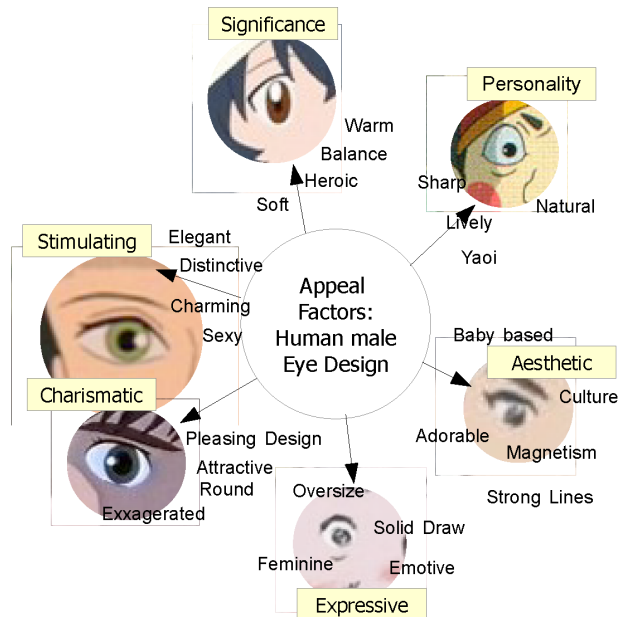 Significance
Warm
Balance
Heroic
Soft
Personality
Sharp
Natural
Lively
Yaoi
Stimulating
Elegant
Distinctive
Charming
Sexy
Appeal
Factors:
Human male
Eye Design
Baby based
Aesthetic
Culture
Adorable
Magnetism
Strong Lines
Charismatic
Pleasing Design
Attractive
Round
Exxagerated
Oversize
Solid Draw
Feminine
Emotive
Expressive